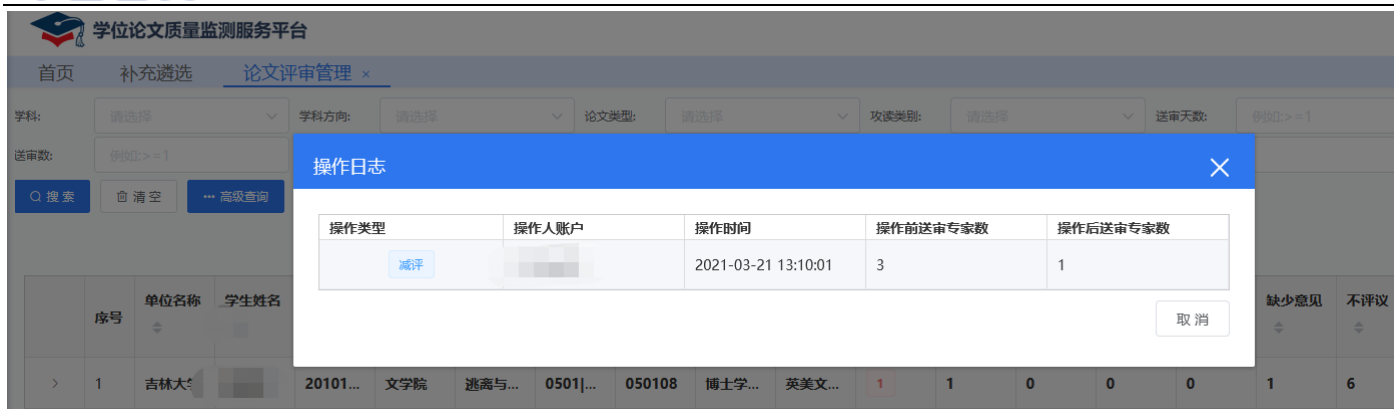 学位论文质量监测服务平台
首页 补充遴选 论文评审管理 ×
学科: 请选择 学科方向: 请选择 论文类型: 请选择 攻读类别: 请选择 送审天数: 例如:>=1
送审数: 例如:>=1
操作日志
搜索 清空 ··· 高级查询
操作类型 操作人账户 操作时间 操作前送审专家数 操作后送审专家数
减评 2021-03-21 13:10:01 3 1
取消
序号 单位名称 学生姓名 缺少意见 不评议
1 吉林大 20101... 文学院 逃离与... 0501|... 050108 博士学... 英美文... 1 1 0 0 0 1 6